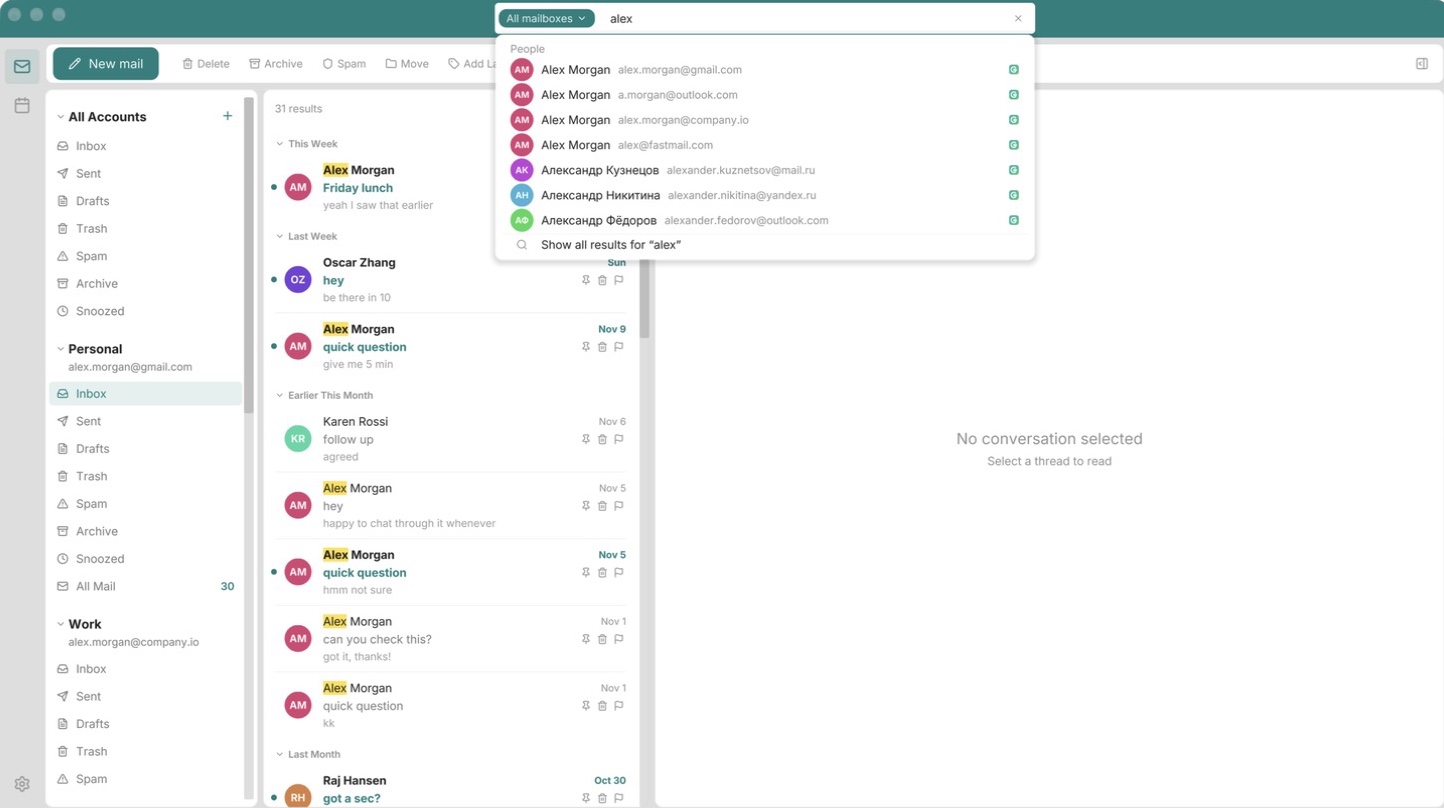 All mailboxes alex
New mail Delete Archive Spam Move Add La
People
AM Alex Morgan alex.morgan@gmail.com
AM Alex Morgan a.morgan@outlook.com
AM Alex Morgan alex.morgan@company.io
AM Alex Morgan alex@fastmail.com
АК Александр Кузнецов alexander.kuznetsov@mail.ru
АН Александр Никитина alexander.nikitina@yandex.ru
АФ Александр Фёдоров alexander.fedorov@outlook.com
Show all results for “alex”
All Accounts
Inbox
Sent
Drafts
Trash
Spam
Archive
Snoozed
Personal
alex.morgan@gmail.com
Inbox
Sent
Drafts
Trash
Spam
Archive
Snoozed
All Mail 30
Work
alex.morgan@company.io
Inbox
Sent
Drafts
Trash
Spam
31 results
This Week
AM Alex Morgan
Friday lunch
yeah I saw that earlier
Last Week
OZ Oscar Zhang Sun
hey
be there in 10
AM Alex Morgan Nov 9
quick question
give me 5 min
Earlier This Month
KR Karen Rossi Nov 6
follow up
agreed
AM Alex Morgan Nov 5
hey
happy to chat through it whenever
AM Alex Morgan Nov 5
quick question
hmm not sure
AM Alex Morgan Nov 1
can you check this?
got it, thanks!
AM Alex Morgan Nov 1
quick question
kk
Last Month
RH Raj Hansen Oct 30
got a sec?
No conversation selected
Select a thread to read